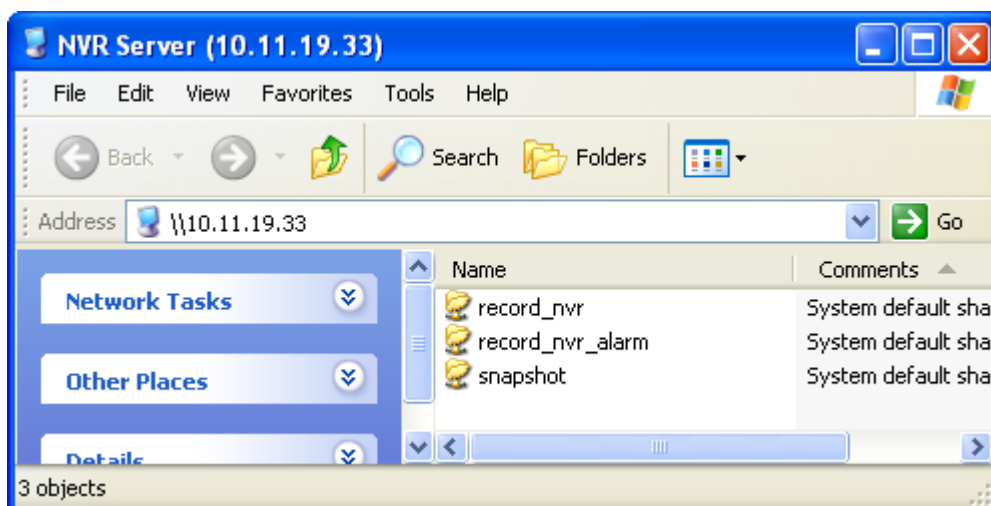 NVR Server (10.11.19.33)
File Edit View Favorites Tools Help
Back Search Folders
Address \\10.11.19.33 Go
Name Comments
Network Tasks
record_nvr System default sha
record_nvr_alarm System default sha
Other Places
snapshot System default sha
Details
3 objects